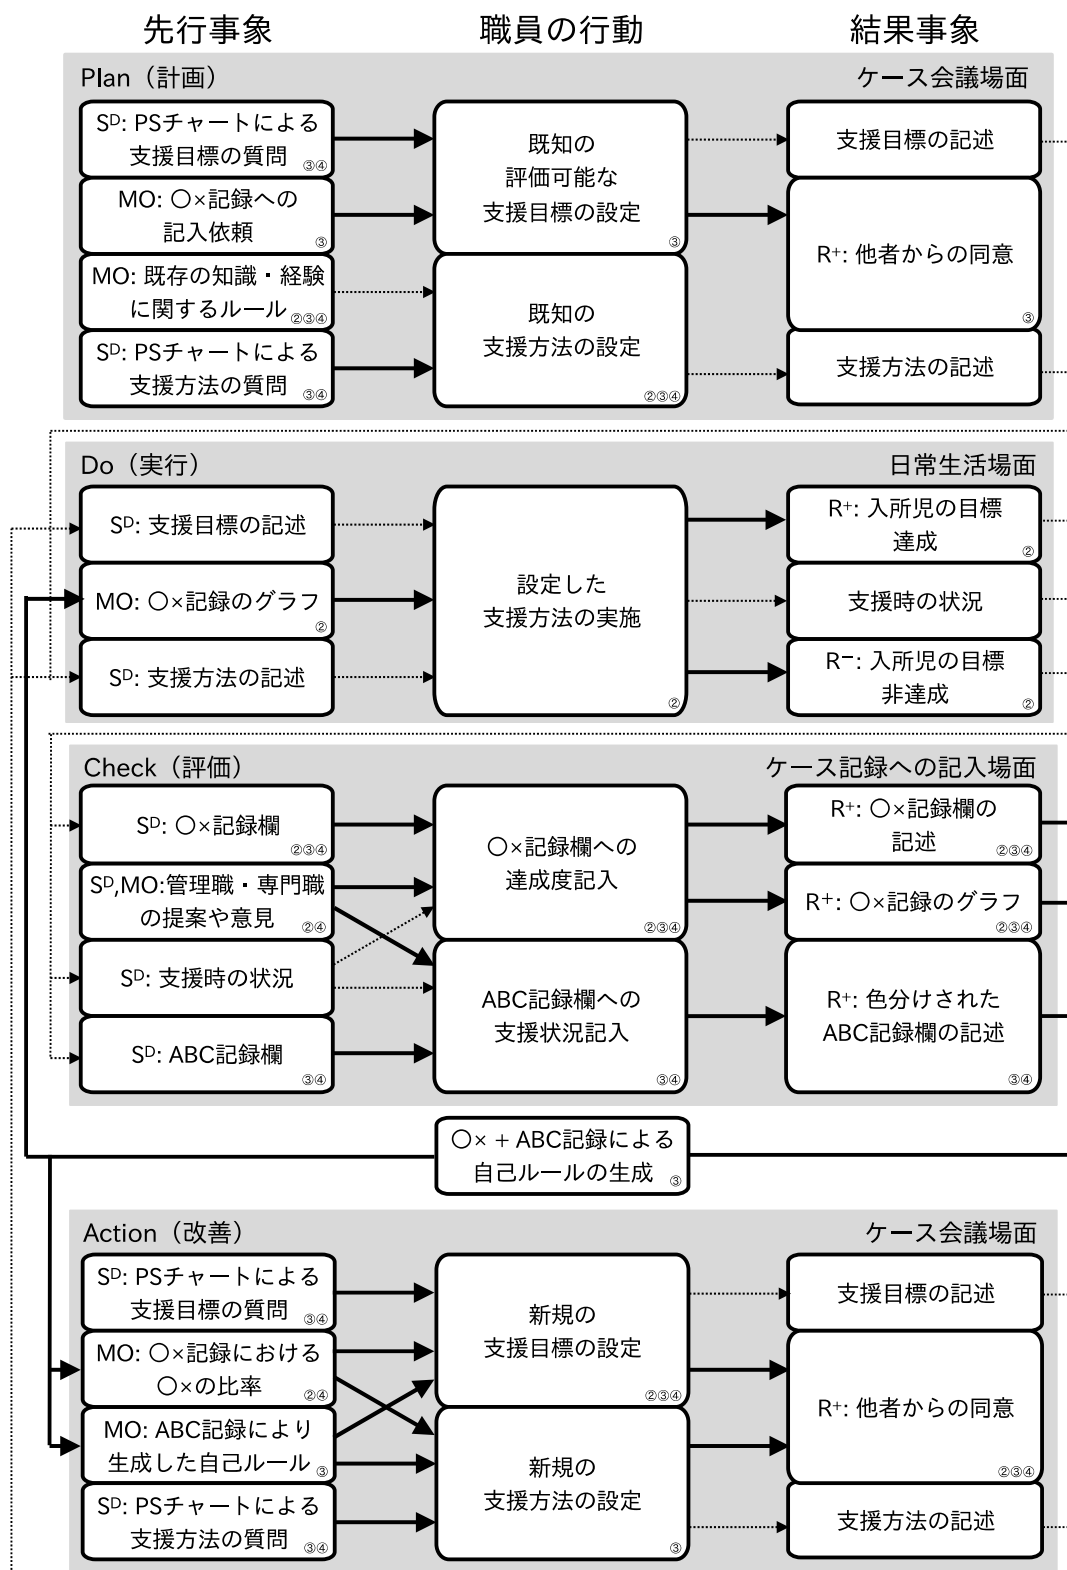 先行事象
職員の行動
結果事象
Plan（計画）
ケース会議場面
Sᴰ: PSチャートによる
支援目標の質問 ③④
MO: 〇×記録への
記入依頼 ③
MO: 既存の知識・経験
に関するルール ②③④
Sᴰ: PSチャートによる
支援方法の質問 ③④
既知の
評価可能な
支援目標の設定
③
既知の
支援方法の設定
②③④
支援目標の記述
R⁺: 他者からの同意
③
支援方法の記述
Do（実行）
日常生活場面
Sᴰ: 支援目標の記述
MO: 〇×記録のグラフ
②
Sᴰ: 支援方法の記述
設定した
支援方法の実施
②
R⁺: 入所児の目標
達成 ②
支援時の状況
R⁻: 入所児の目標
非達成 ②
Check（評価）
ケース記録への記入場面
Sᴰ: 〇×記録欄
②③④
Sᴰ,MO:管理職・専門職
の提案や意見 ②④
Sᴰ: 支援時の状況
Sᴰ: ABC記録欄
③④
〇×記録欄への
達成度記入
②③④
ABC記録欄への
支援状況記入
③④
R⁺: 〇×記録欄の
記述 ②③④
R⁺: 〇×記録のグラフ
②③④
R⁺: 色分けされた
ABC記録欄の記述
③④
〇× + ABC記録による
自己ルールの生成 ③
Action（改善）
ケース会議場面
Sᴰ: PSチャートによる
支援目標の質問 ③④
MO: 〇×記録における
〇×の比率 ②④
MO: ABC記録により
生成した自己ルール ③
Sᴰ: PSチャートによる
支援方法の質問 ③④
新規の
支援目標の設定
②③④
新規の
支援方法の設定
③
支援目標の記述
R⁺: 他者からの同意
②③④
支援方法の記述